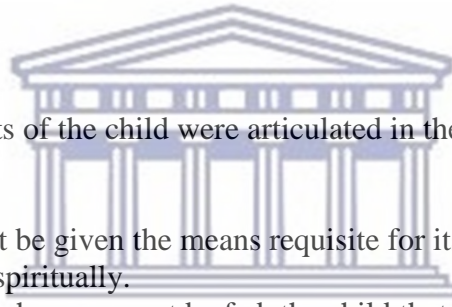 ts of the child were articulated in the
t be given the means requisite for it
spiritually.